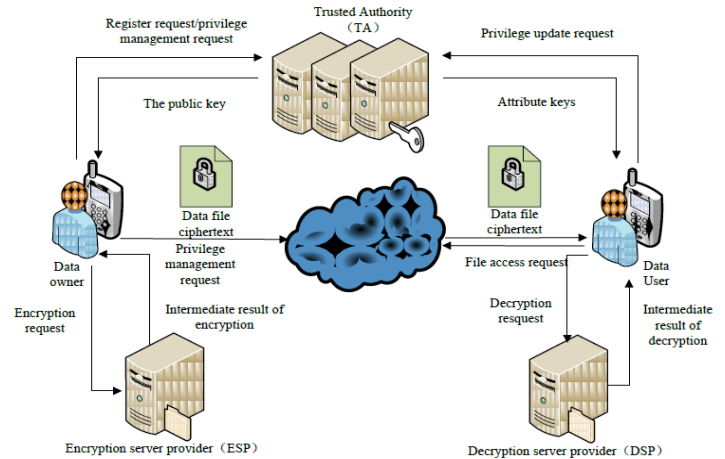 Register request/privilege
management request
Trusted Authority
（TA）
Privilege update request
The public key
Attribute keys
Data file
ciphertext
Data file
ciphertext
Privilege
management
request
File access request
Data
owner
Data
User
Encryption
request
Intermediate result of
encryption
Decryption
resquest
Intermediate
result of
decryption
Encryption server provider（ESP）
Decryption server provider（DSP）